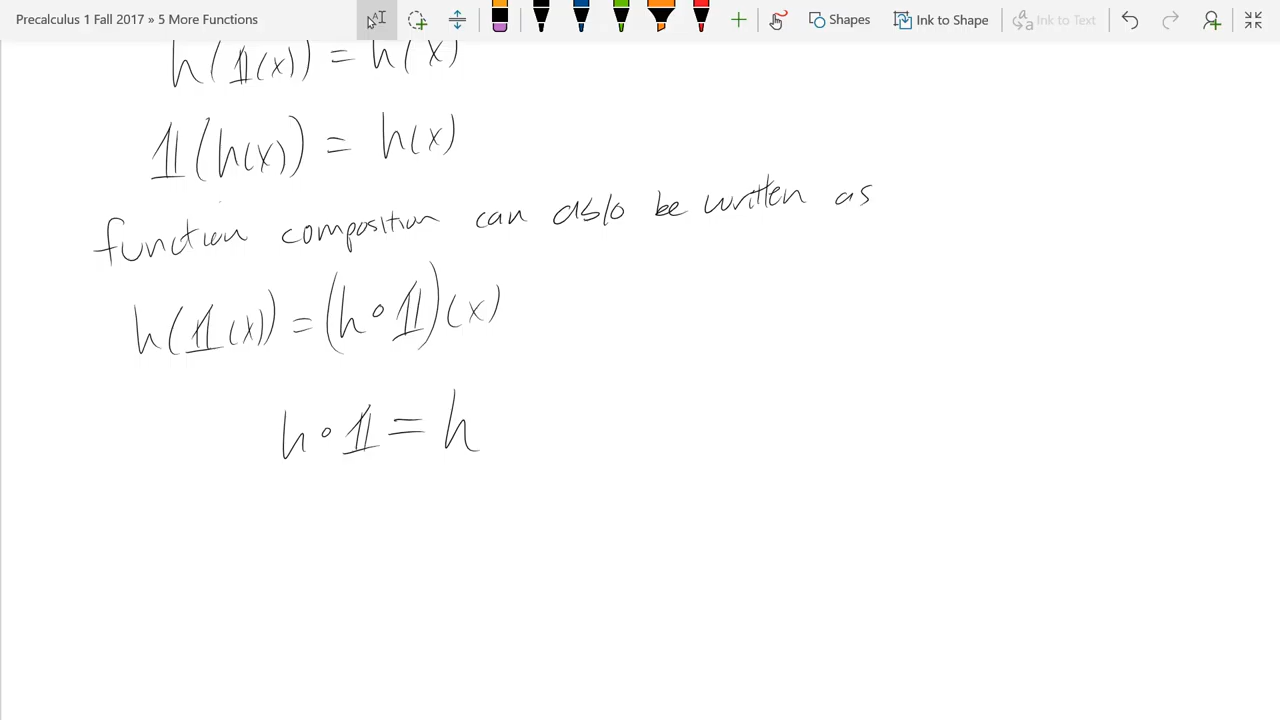 Precalculus 1 Fall 2017 » 5 More Functions Shapes Ink to Shape Ink to Text
h(𝟙(x)) = h(x)
𝟙(h(x)) = h(x)
function composition can also be written as
h(𝟙(x)) = (h∘𝟙)(x)
h∘𝟙 = h